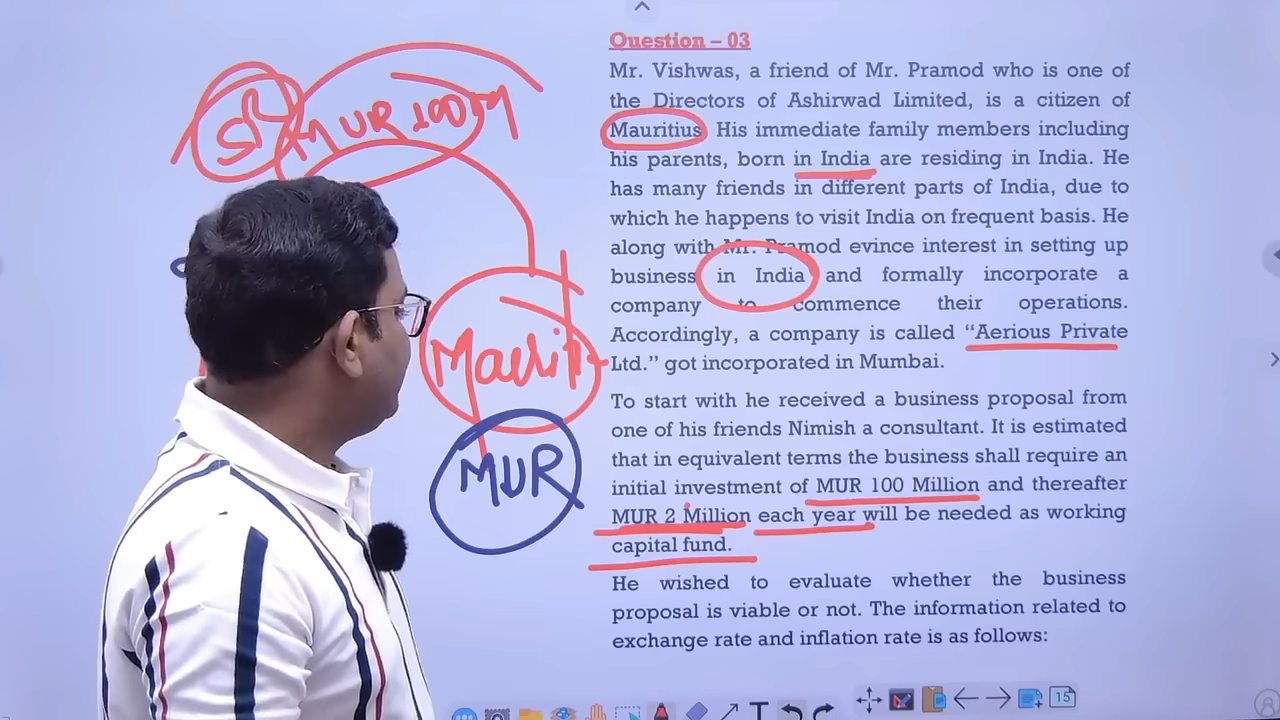 Question – 03
Mr. Vishwas, a friend of Mr. Pramod who is one of
the Directors of Ashirwad Limited, is a citizen of
Mauritius. His immediate family members including
his parents, born in India are residing in India. He
has many friends in different parts of India, due to
which he happens to visit India on frequent basis. He
along with Mr. Pramod evince interest in setting up
business in India and formally incorporate a
company to commence their operations.
Accordingly, a company is called “Aerious Private
Ltd.” got incorporated in Mumbai.
To start with he received a business proposal from
one of his friends Nimish a consultant. It is estimated
that in equivalent terms the business shall require an
initial investment of MUR 100 Million and thereafter
MUR 2 Million each year will be needed as working
capital fund.
He wished to evaluate whether the business
proposal is viable or not. The information related to
exchange rate and inflation rate is as follows:
MUR 100M
MUR
15